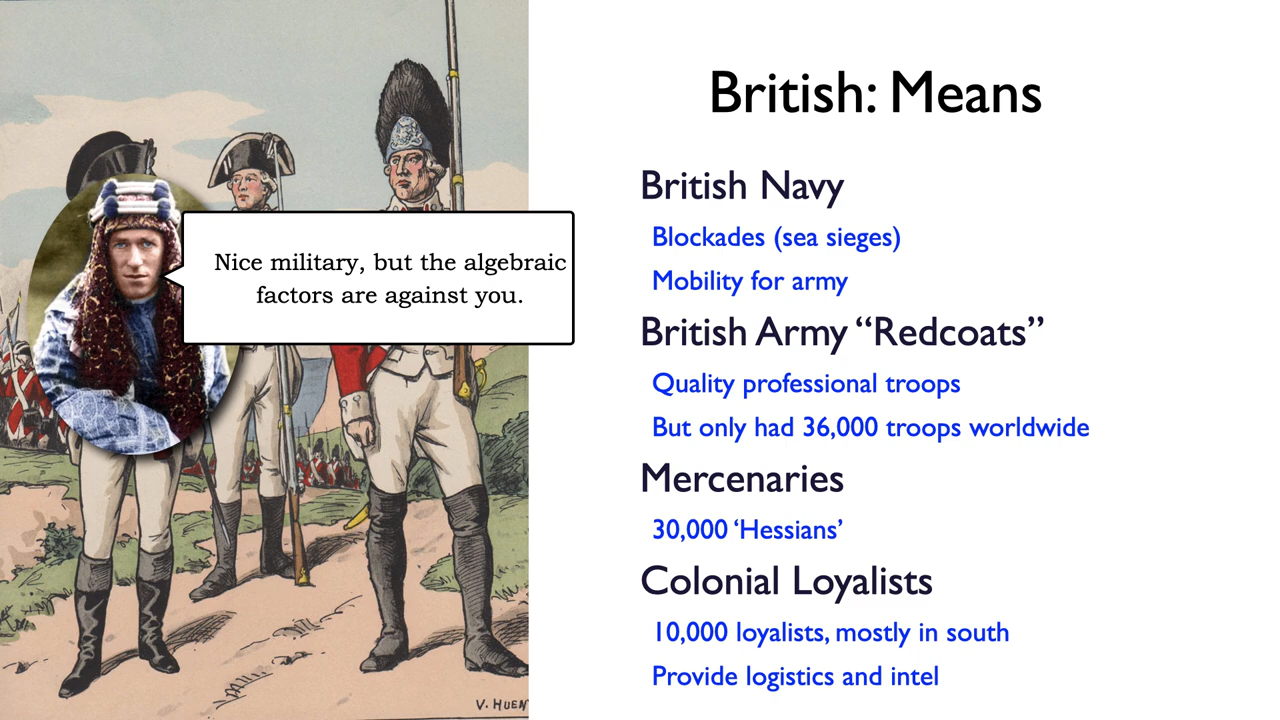 British: Means
British Navy
Blockades (sea sieges)
Mobility for army
British Army “Redcoats”
Quality professional troops
But only had 36,000 troops worldwide
Mercenaries
30,000 ‘Hessians’
Colonial Loyalists
10,000 loyalists, mostly in south
Provide logistics and intel
Nice military, but the algebraic
factors are against you.
V. HUEN